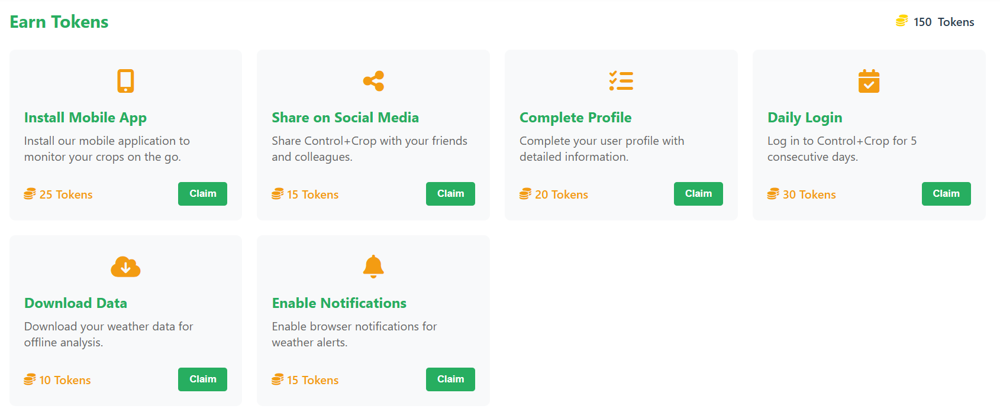 Earn Tokens
150 Tokens
Install Mobile App
Install our mobile application to
monitor your crops on the go.
25 Tokens
Claim
Share on Social Media
Share Control+Crop with your friends
and colleagues.
15 Tokens
Claim
Complete Profile
Complete your user profile with
detailed information.
20 Tokens
Claim
Daily Login
Log in to Control+Crop for 5
consecutive days.
30 Tokens
Claim
Download Data
Download your weather data for
offline analysis.
10 Tokens
Claim
Enable Notifications
Enable browser notifications for
weather alerts.
15 Tokens
Claim